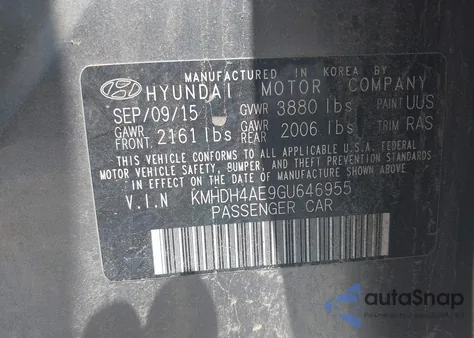 MANUFACTURED IN KOREA BY
HYUNDAI MOTOR COMPANY
SEP/09/15 GVWR 3880 lbs PAINT UUS
GAWR FRONT 2161 lbs GAWR REAR 2006 lbs TRIM RAS
THIS VEHICLE CONFORMS TO ALL APPLICABLE U.S.A FEDERAL
MOTOR VEHICLE SAFETY, BUMPER, AND THEFT PREVENTION STANDARDS
IN EFFECT ON THE DATE OF MANUFACTURE SHOWN ABOVE.
V.I.N KMHDH4AE9GU646955
PASSENGER CAR
autoSnap